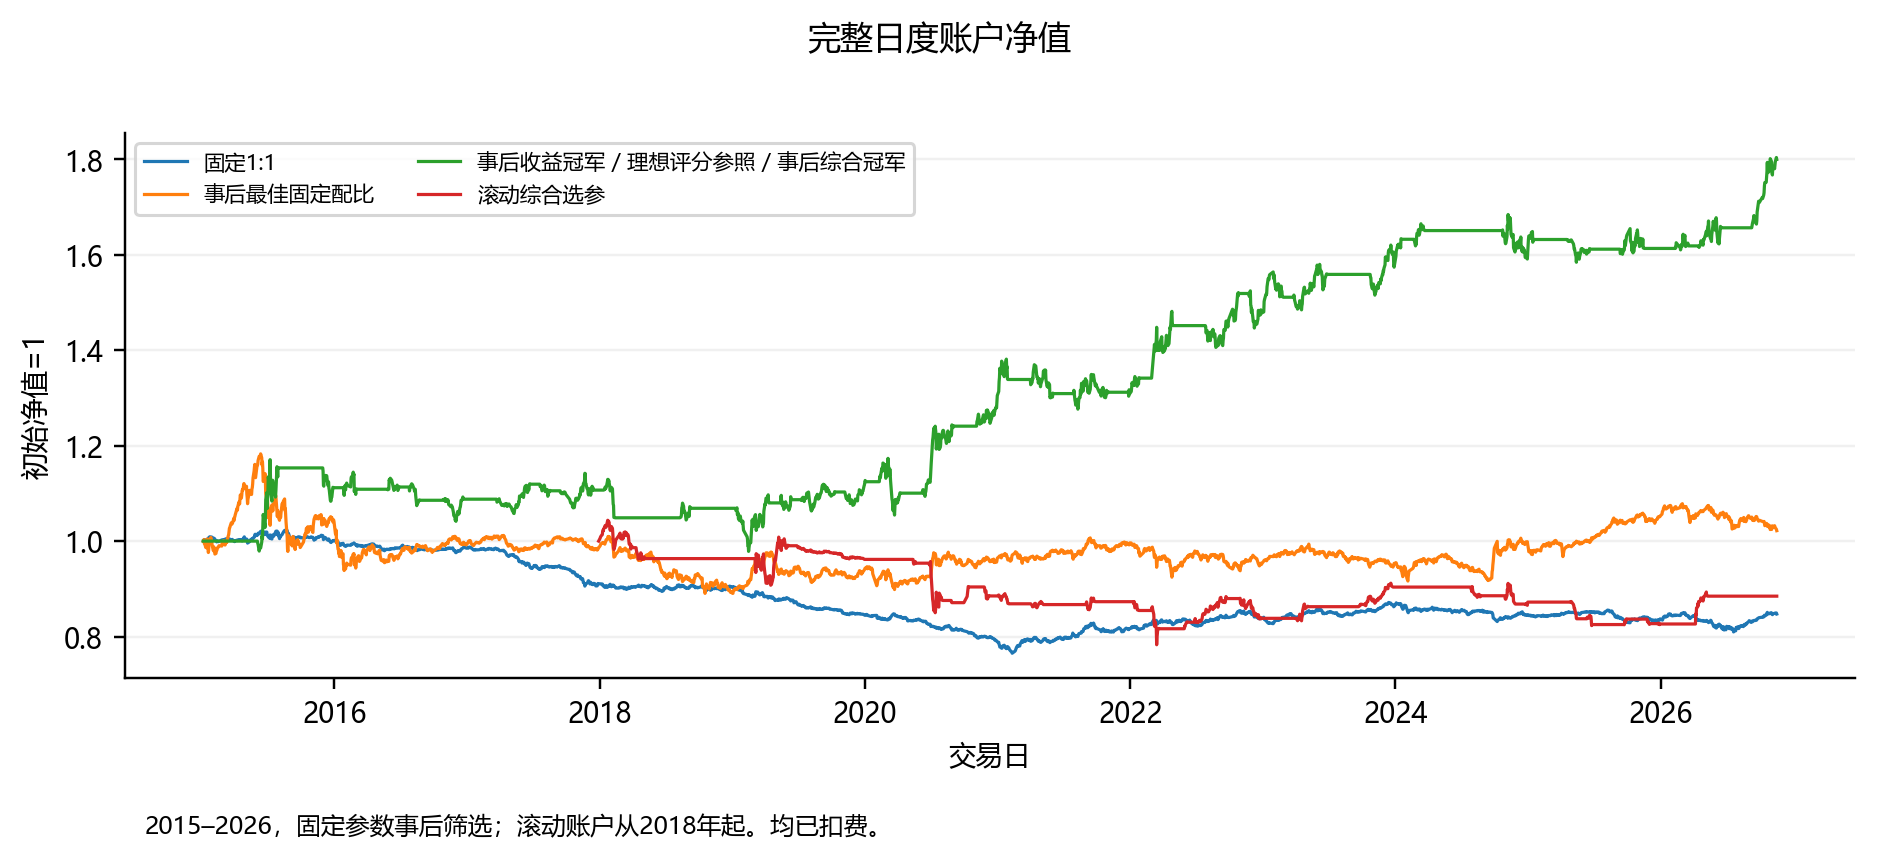 完整日度账户净值
固定1:1
事后最佳固定配比
事后收益冠军 / 理想评分参照 / 事后综合冠军
滚动综合选参
初始净值=1
1.8
1.6
1.4
1.2
1.0
0.8
2016 2018 2020 2022 2024 2026
交易日
2015–2026，固定参数事后筛选；滚动账户从2018年起。均已扣费。